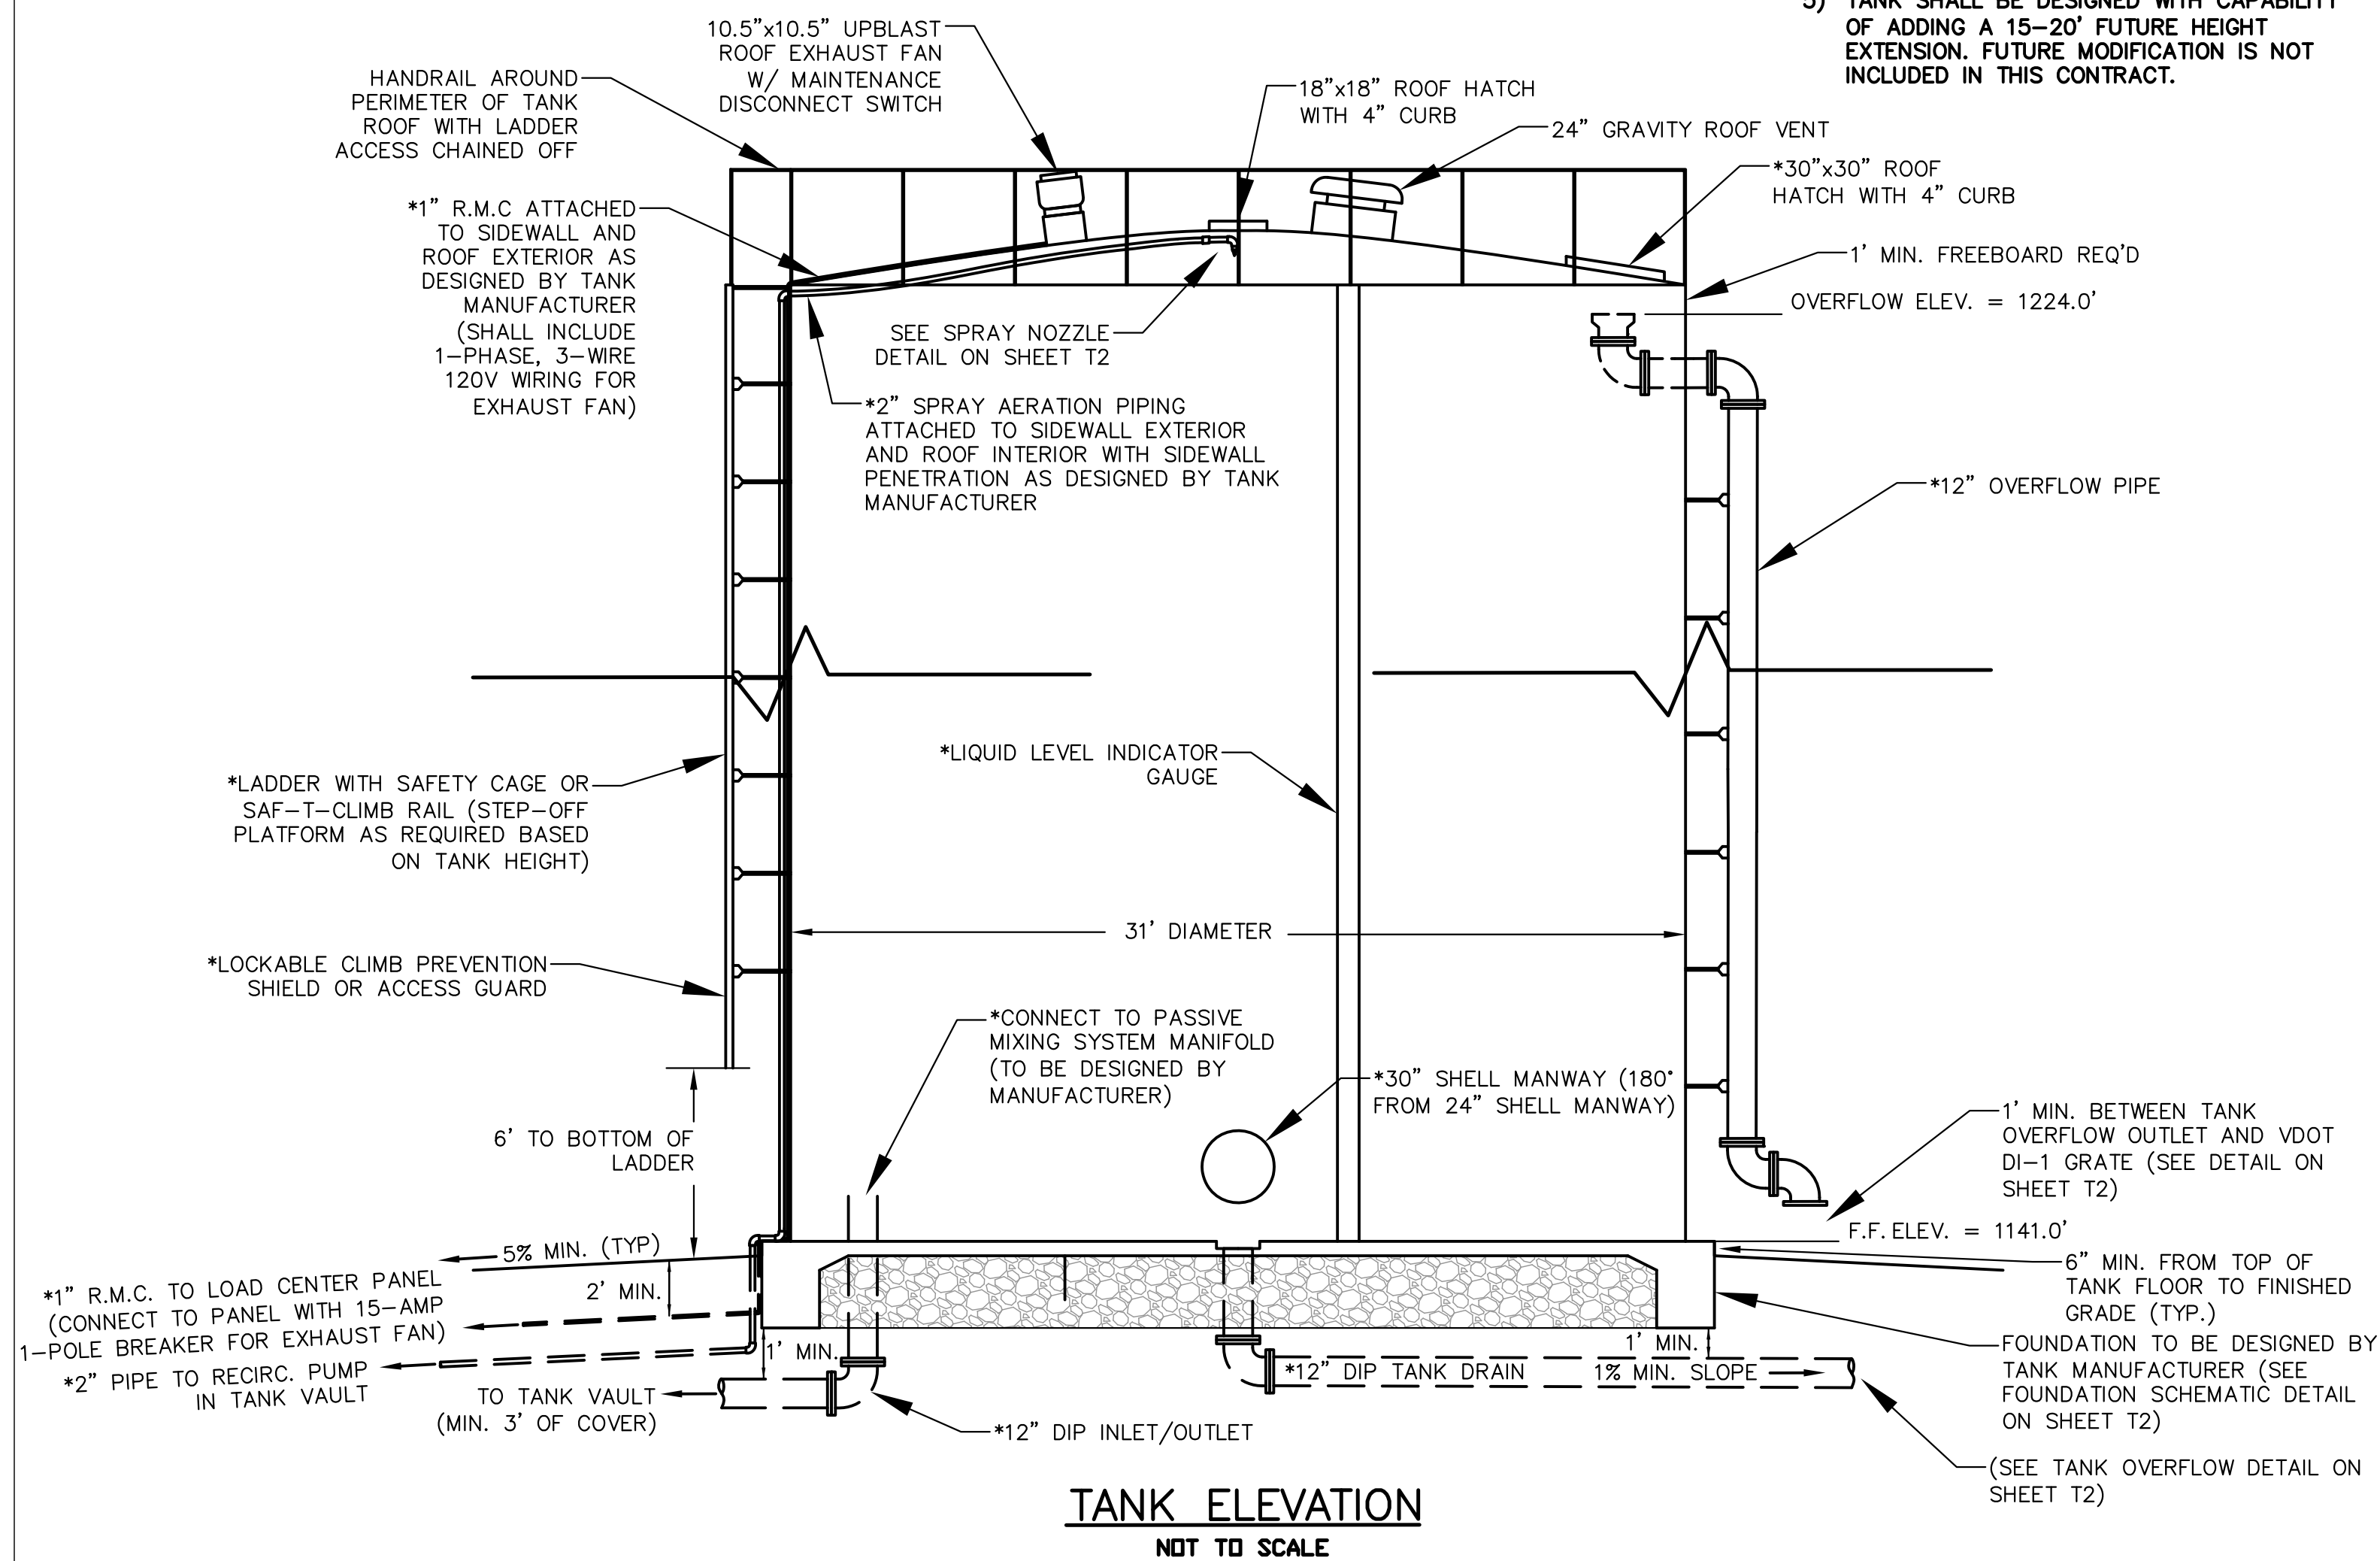 5) TANK SHALL BE DESIGNED WITH CAPABILITY
OF ADDING A 15-20' FUTURE HEIGHT
EXTENSION. FUTURE MODIFICATION IS NOT
INCLUDED IN THIS CONTRACT.
10.5"x10.5" UPBLAST
ROOF EXHAUST FAN
W/ MAINTENANCE
DISCONNECT SWITCH
HANDRAIL AROUND
PERIMETER OF TANK
ROOF WITH LADDER
ACCESS CHAINED OFF
18"x18" ROOF HATCH
WITH 4" CURB
24" GRAVITY ROOF VENT
*30"x30" ROOF
HATCH WITH 4" CURB
*1" R.M.C ATTACHED
TO SIDEWALL AND
ROOF EXTERIOR AS
DESIGNED BY TANK
MANUFACTURER
(SHALL INCLUDE
1-PHASE, 3-WIRE
120V WIRING FOR
EXHAUST FAN)
1' MIN. FREEBOARD REQ'D
OVERFLOW ELEV. = 1224.0'
SEE SPRAY NOZZLE
DETAIL ON SHEET T2
*2" SPRAY AERATION PIPING
ATTACHED TO SIDEWALL EXTERIOR
AND ROOF INTERIOR WITH SIDEWALL
PENETRATION AS DESIGNED BY TANK
MANUFACTURER
*12" OVERFLOW PIPE
*LIQUID LEVEL INDICATOR
GAUGE
*LADDER WITH SAFETY CAGE OR
SAF-T-CLIMB RAIL (STEP-OFF
PLATFORM AS REQUIRED BASED
ON TANK HEIGHT)
31' DIAMETER
*LOCKABLE CLIMB PREVENTION
SHIELD OR ACCESS GUARD
*CONNECT TO PASSIVE
MIXING SYSTEM MANIFOLD
(TO BE DESIGNED BY
MANUFACTURER)
*30" SHELL MANWAY (180°
FROM 24" SHELL MANWAY)
6' TO BOTTOM OF
LADDER
1' MIN. BETWEEN TANK
OVERFLOW OUTLET AND VDOT
DI-1 GRATE (SEE DETAIL ON
SHEET T2)
F.F. ELEV. = 1141.0'
5% MIN. (TYP)
2' MIN.
6" MIN. FROM TOP OF
TANK FLOOR TO FINISHED
GRADE (TYP.)
*1" R.M.C. TO LOAD CENTER PANEL
(CONNECT TO PANEL WITH 15-AMP
1-POLE BREAKER FOR EXHAUST FAN)
*2" PIPE TO RECIRC. PUMP
IN TANK VAULT
1' MIN.
1' MIN.
*12" DIP TANK DRAIN
1% MIN. SLOPE
FOUNDATION TO BE DESIGNED BY
TANK MANUFACTURER (SEE
FOUNDATION SCHEMATIC DETAIL
ON SHEET T2)
TO TANK VAULT
(MIN. 3' OF COVER)
*12" DIP INLET/OUTLET
(SEE TANK OVERFLOW DETAIL ON
SHEET T2)
TANK ELEVATION
NOT TO SCALE